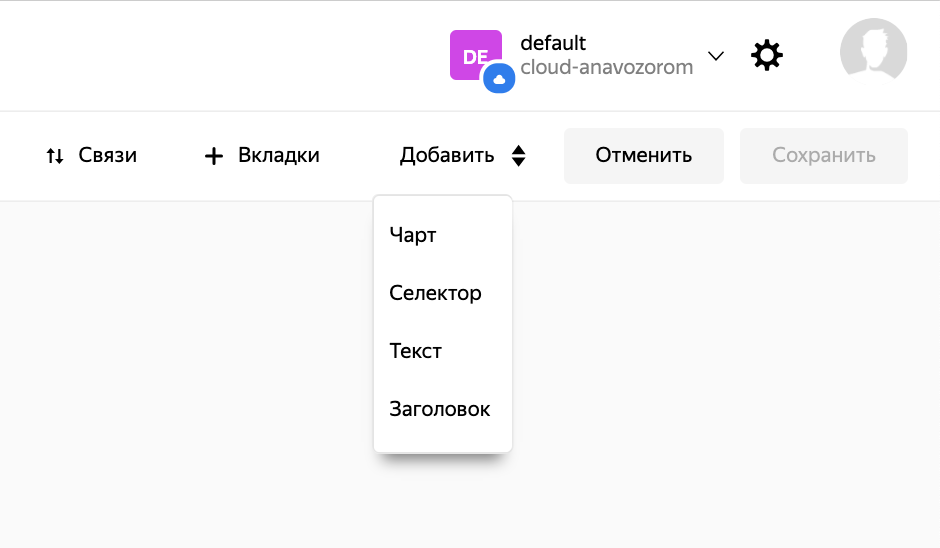 DE
default
cloud-anavozorom
Связи
Вкладки
Добавить
Отменить
Сохранить
Чарт
Селектор
Текст
Заголовок